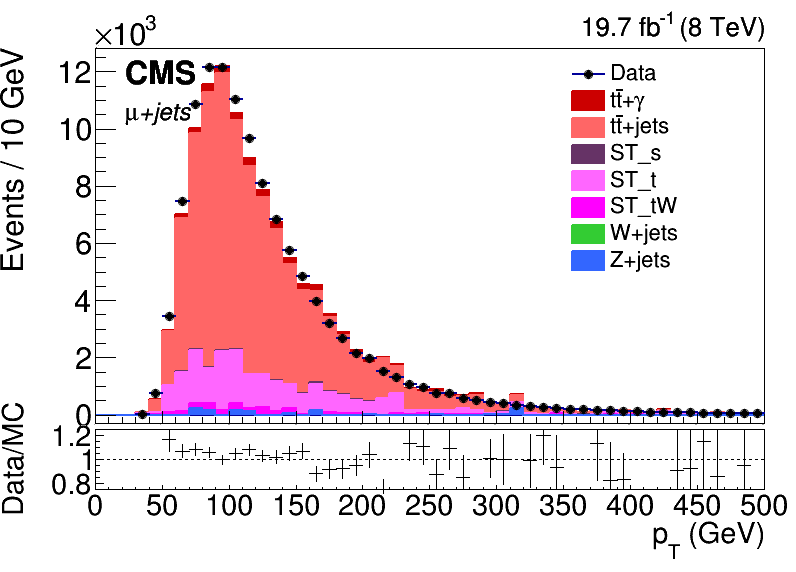 ×10³
19.7 fb⁻¹ (8 TeV)
Events / 10 GeV
12
10
8
6
4
2
0
CMS
μ+jets
Data
tt̄+γ
tt̄+jets
ST_s
ST_t
ST_tW
W+jets
Z+jets
Data/MC
1.2
1
0.8
0 50 100 150 200 250 300 350 400 450 500
p_T (GeV)